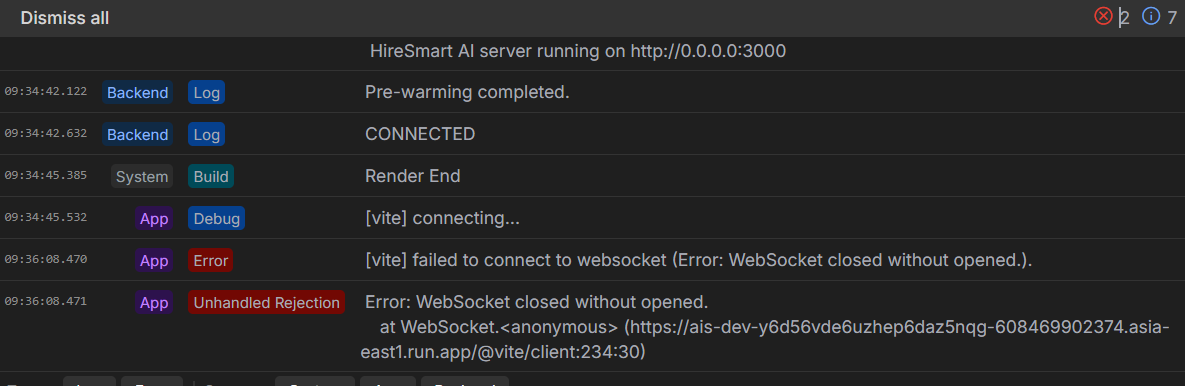 Dismiss all 2 7
HireSmart AI server running on http://0.0.0.0:3000
09:34:42.122 Backend Log Pre-warming completed.
09:34:42.632 Backend Log CONNECTED
09:34:45.385 System Build Render End
09:34:45.532 App Debug [vite] connecting...
09:36:08.470 App Error [vite] failed to connect to websocket (Error: WebSocket closed without opened.).
09:36:08.471 App Unhandled Rejection Error: WebSocket closed without opened.
at WebSocket.<anonymous> (https://ais-dev-y6d56vde6uzhep6daz5nqg-608469902374.asia-
east1.run.app/@vite/client:234:30)